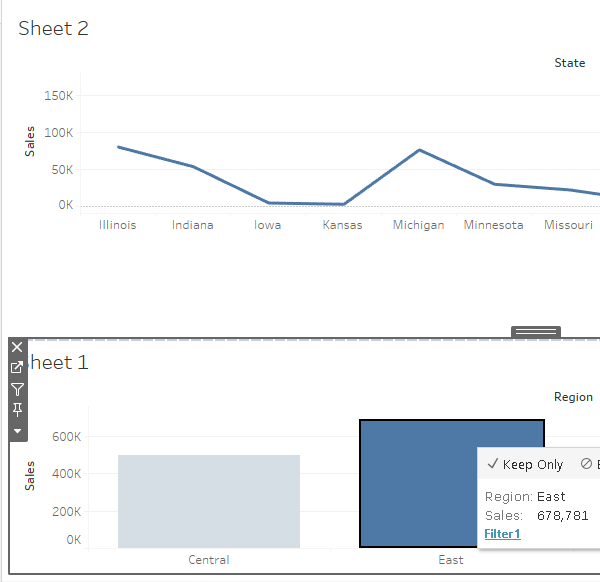 Sheet 2
State
150K
100K
50K
0K
Sales
Illinois Indiana Iowa Kansas Michigan Minnesota Missouri
Sheet 1
Region
600K
400K
200K
0K
Sales
Keep Only
Region: East
Sales: 678,781
Filter1
Central East